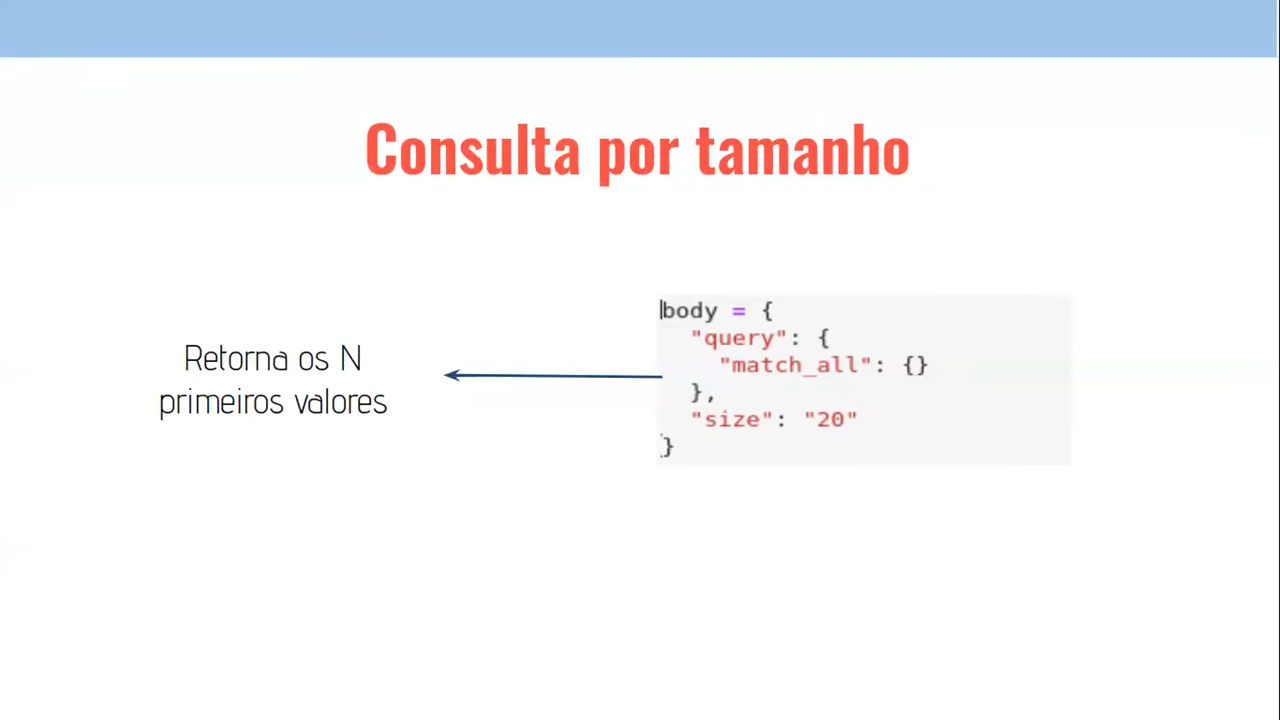 Consulta por tamanho
Retorna os N
primeiros valores
body = {
"query": {
"match_all": {}
},
"size": "20"
}